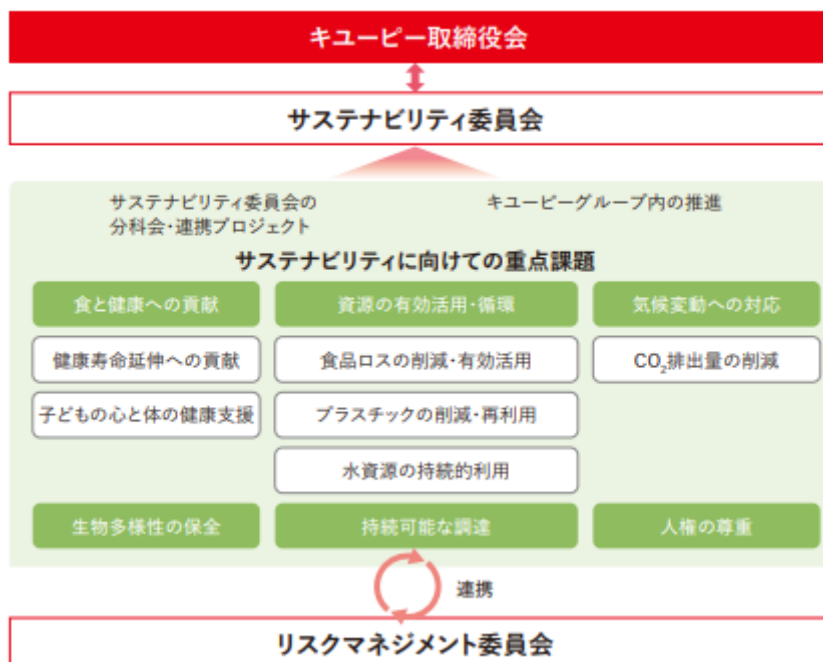 キユーピー取締役会
サステナビリティ委員会
サステナビリティ委員会の
分科会・連携プロジェクト
キユーピーグループ内の推進
サステナビリティに向けての重点課題
食と健康への貢献
資源の有効活用・循環
気候変動への対応
健康寿命延伸への貢献
食品ロスの削減・有効活用
CO₂排出量の削減
子どもの心と体の健康支援
プラスチックの削減・再利用
水資源の持続的利用
生物多様性の保全
持続可能な調達
人権の尊重
連携
リスクマネジメント委員会